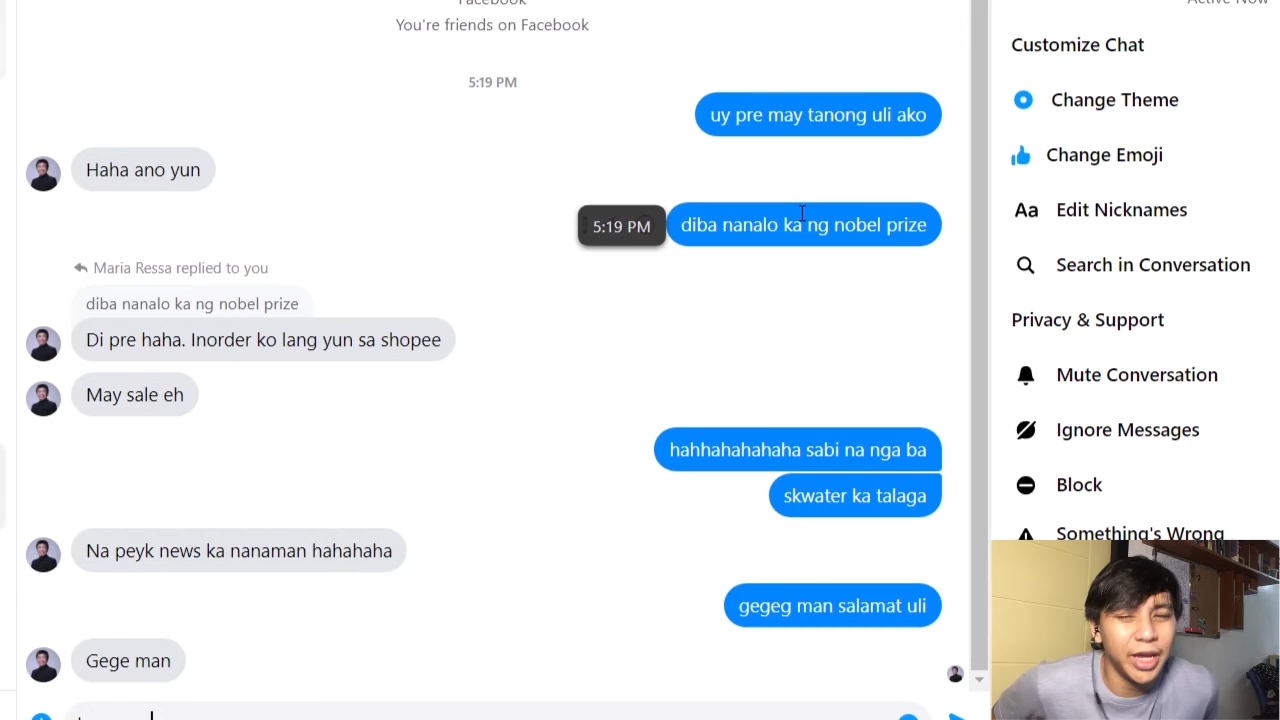 Facebook
You're friends on Facebook
5:19 PM
uy pre may tanong uli ako
Haha ano yun
5:19 PM
diba nanalo ka ng nobel prize
Maria Ressa replied to you
diba nanalo ka ng nobel prize
Di pre haha. Inorder ko lang yun sa shopee
May sale eh
hahhahahahaha sabi na nga ba
skwater ka talaga
Na peyk news ka nanaman hahahaha
gegeg man salamat uli
Gege man
Active Now
Customize Chat
Change Theme
Change Emoji
Aa Edit Nicknames
Search in Conversation
Privacy & Support
Mute Conversation
Ignore Messages
Block
Something's Wrong